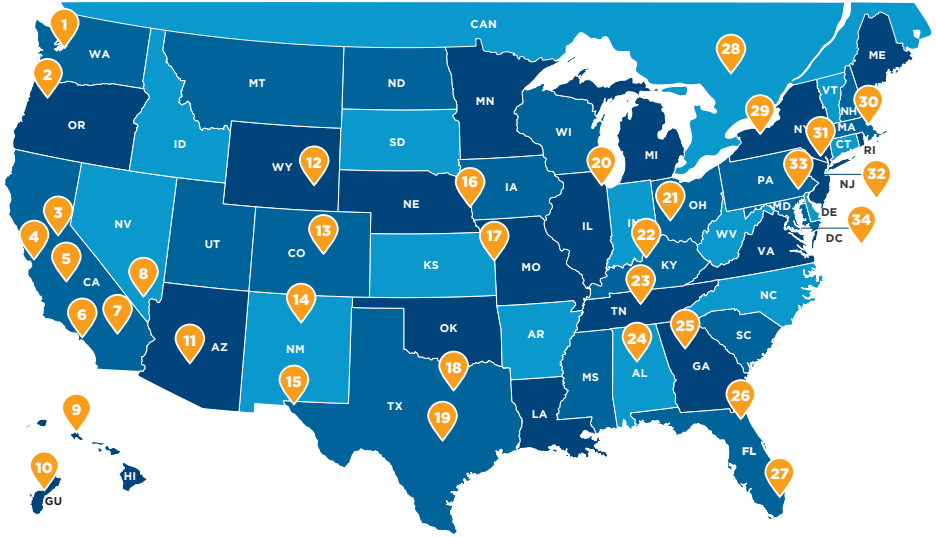 CAN
1
WA
2
OR
ID
MT
ND
MN
SD
WY
12
WI
MI
20
28
29
ME
VT
NH
30
NY
31
MA
CT
RI
33
PA
32
NJ
3
4
5
CA
NV
8
6
7
UT
13
CO
NE
16
IA
17
KS
MO
IL
IN
21
OH
22
KY
WV
MD
DE
34
DC
VA
23
TN
NC
11
AZ
14
NM
15
OK
18
TX
19
AR
LA
MS
24
AL
25
GA
SC
26
FL
27
9
10
HI
GU